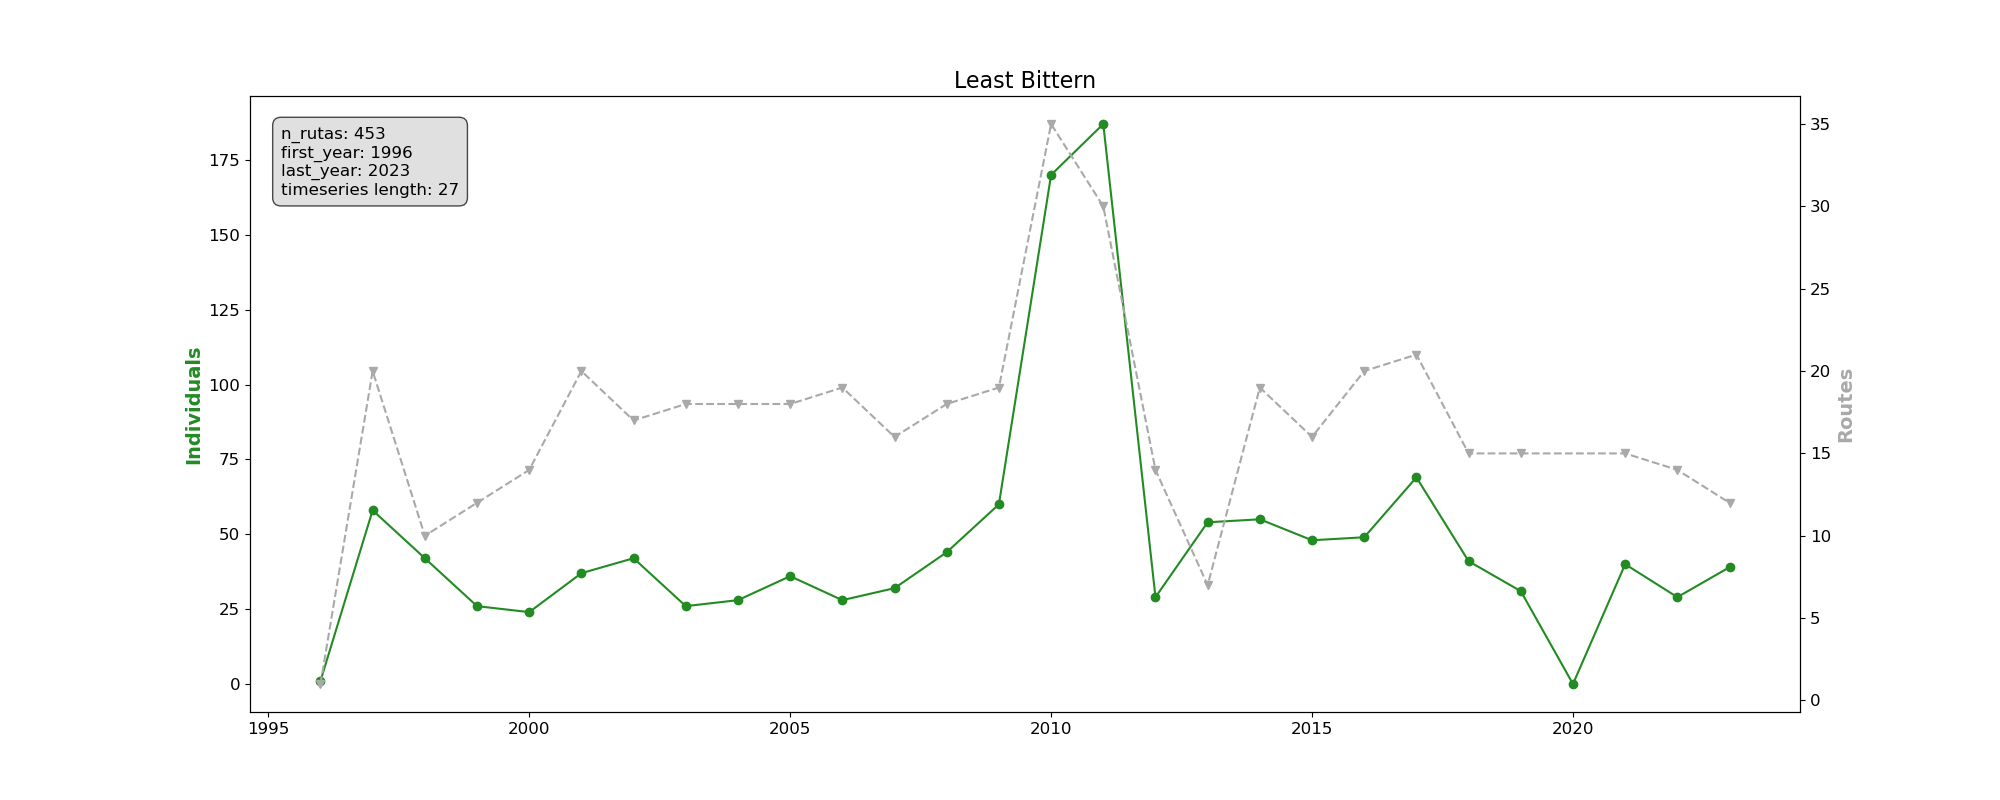 Least Bittern
n_rutas: 453
first_year: 1996
last_year: 2023
timeseries length: 27
Individuals
175
150
125
100
75
50
25
0
35
30
25
20
15
10
5
0
Routes
1995 2000 2005 2010 2015 2020